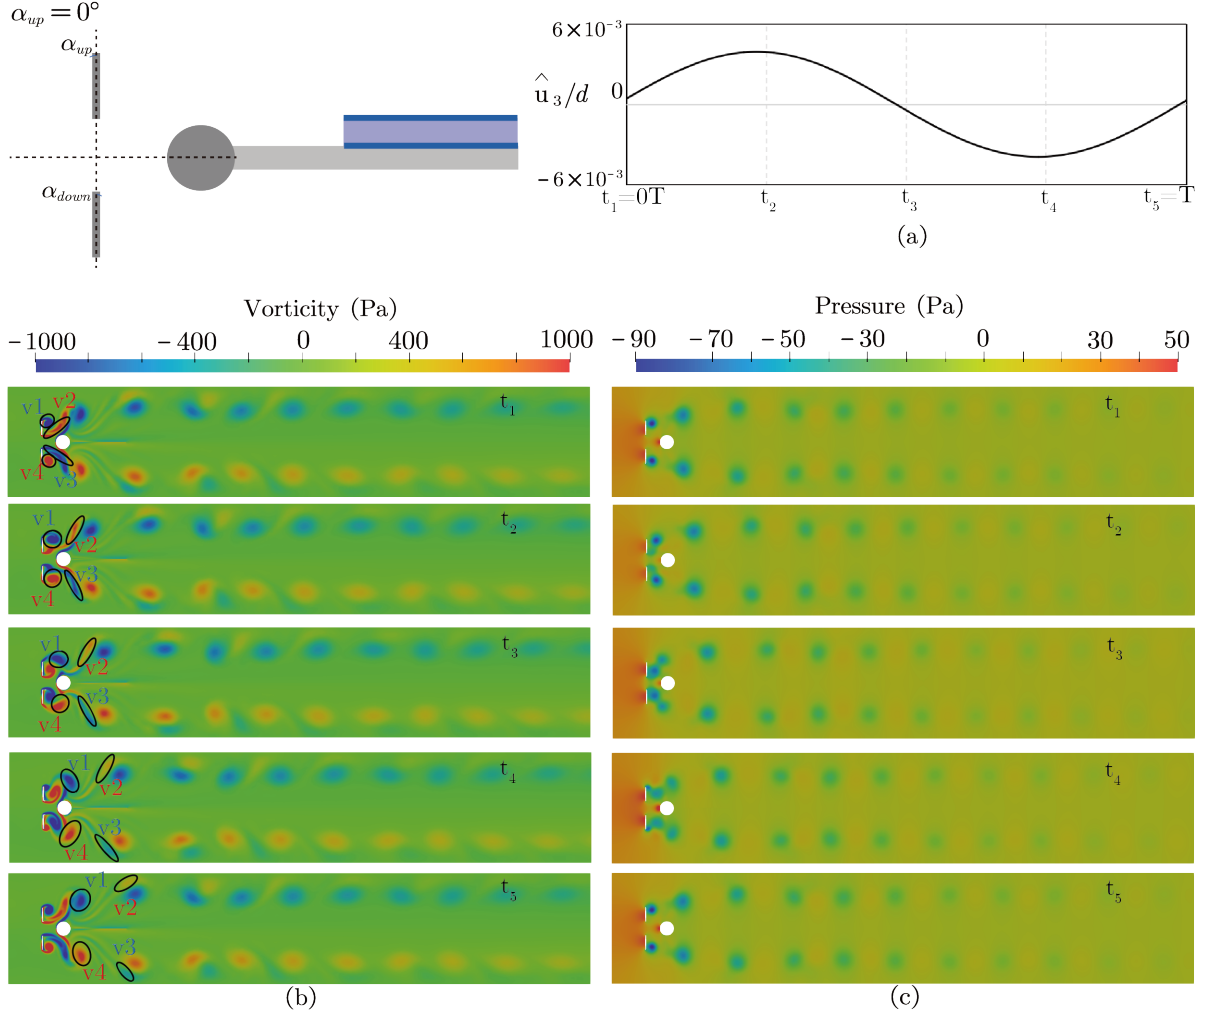 α_up = 0°
α_up
α_down
6×10⁻³
û₃/d
0
−6×10⁻³
t₁=0T t₂ t₃ t₄ t₅=T
(a)
Vorticity (Pa)
−1000 −400 0 400 1000
Pressure (Pa)
−90 −70 −50 −30 0 30 50
v1 v2 t₁
v4 v3
t₁
v1 t₂
v2
v3
v4
t₂
v1 t₃
v2
v3
v4
t₃
v1 t₄
v2
v3
v4
t₄
v1 t₅
v2
v3
v4
t₅
(b)
(c)